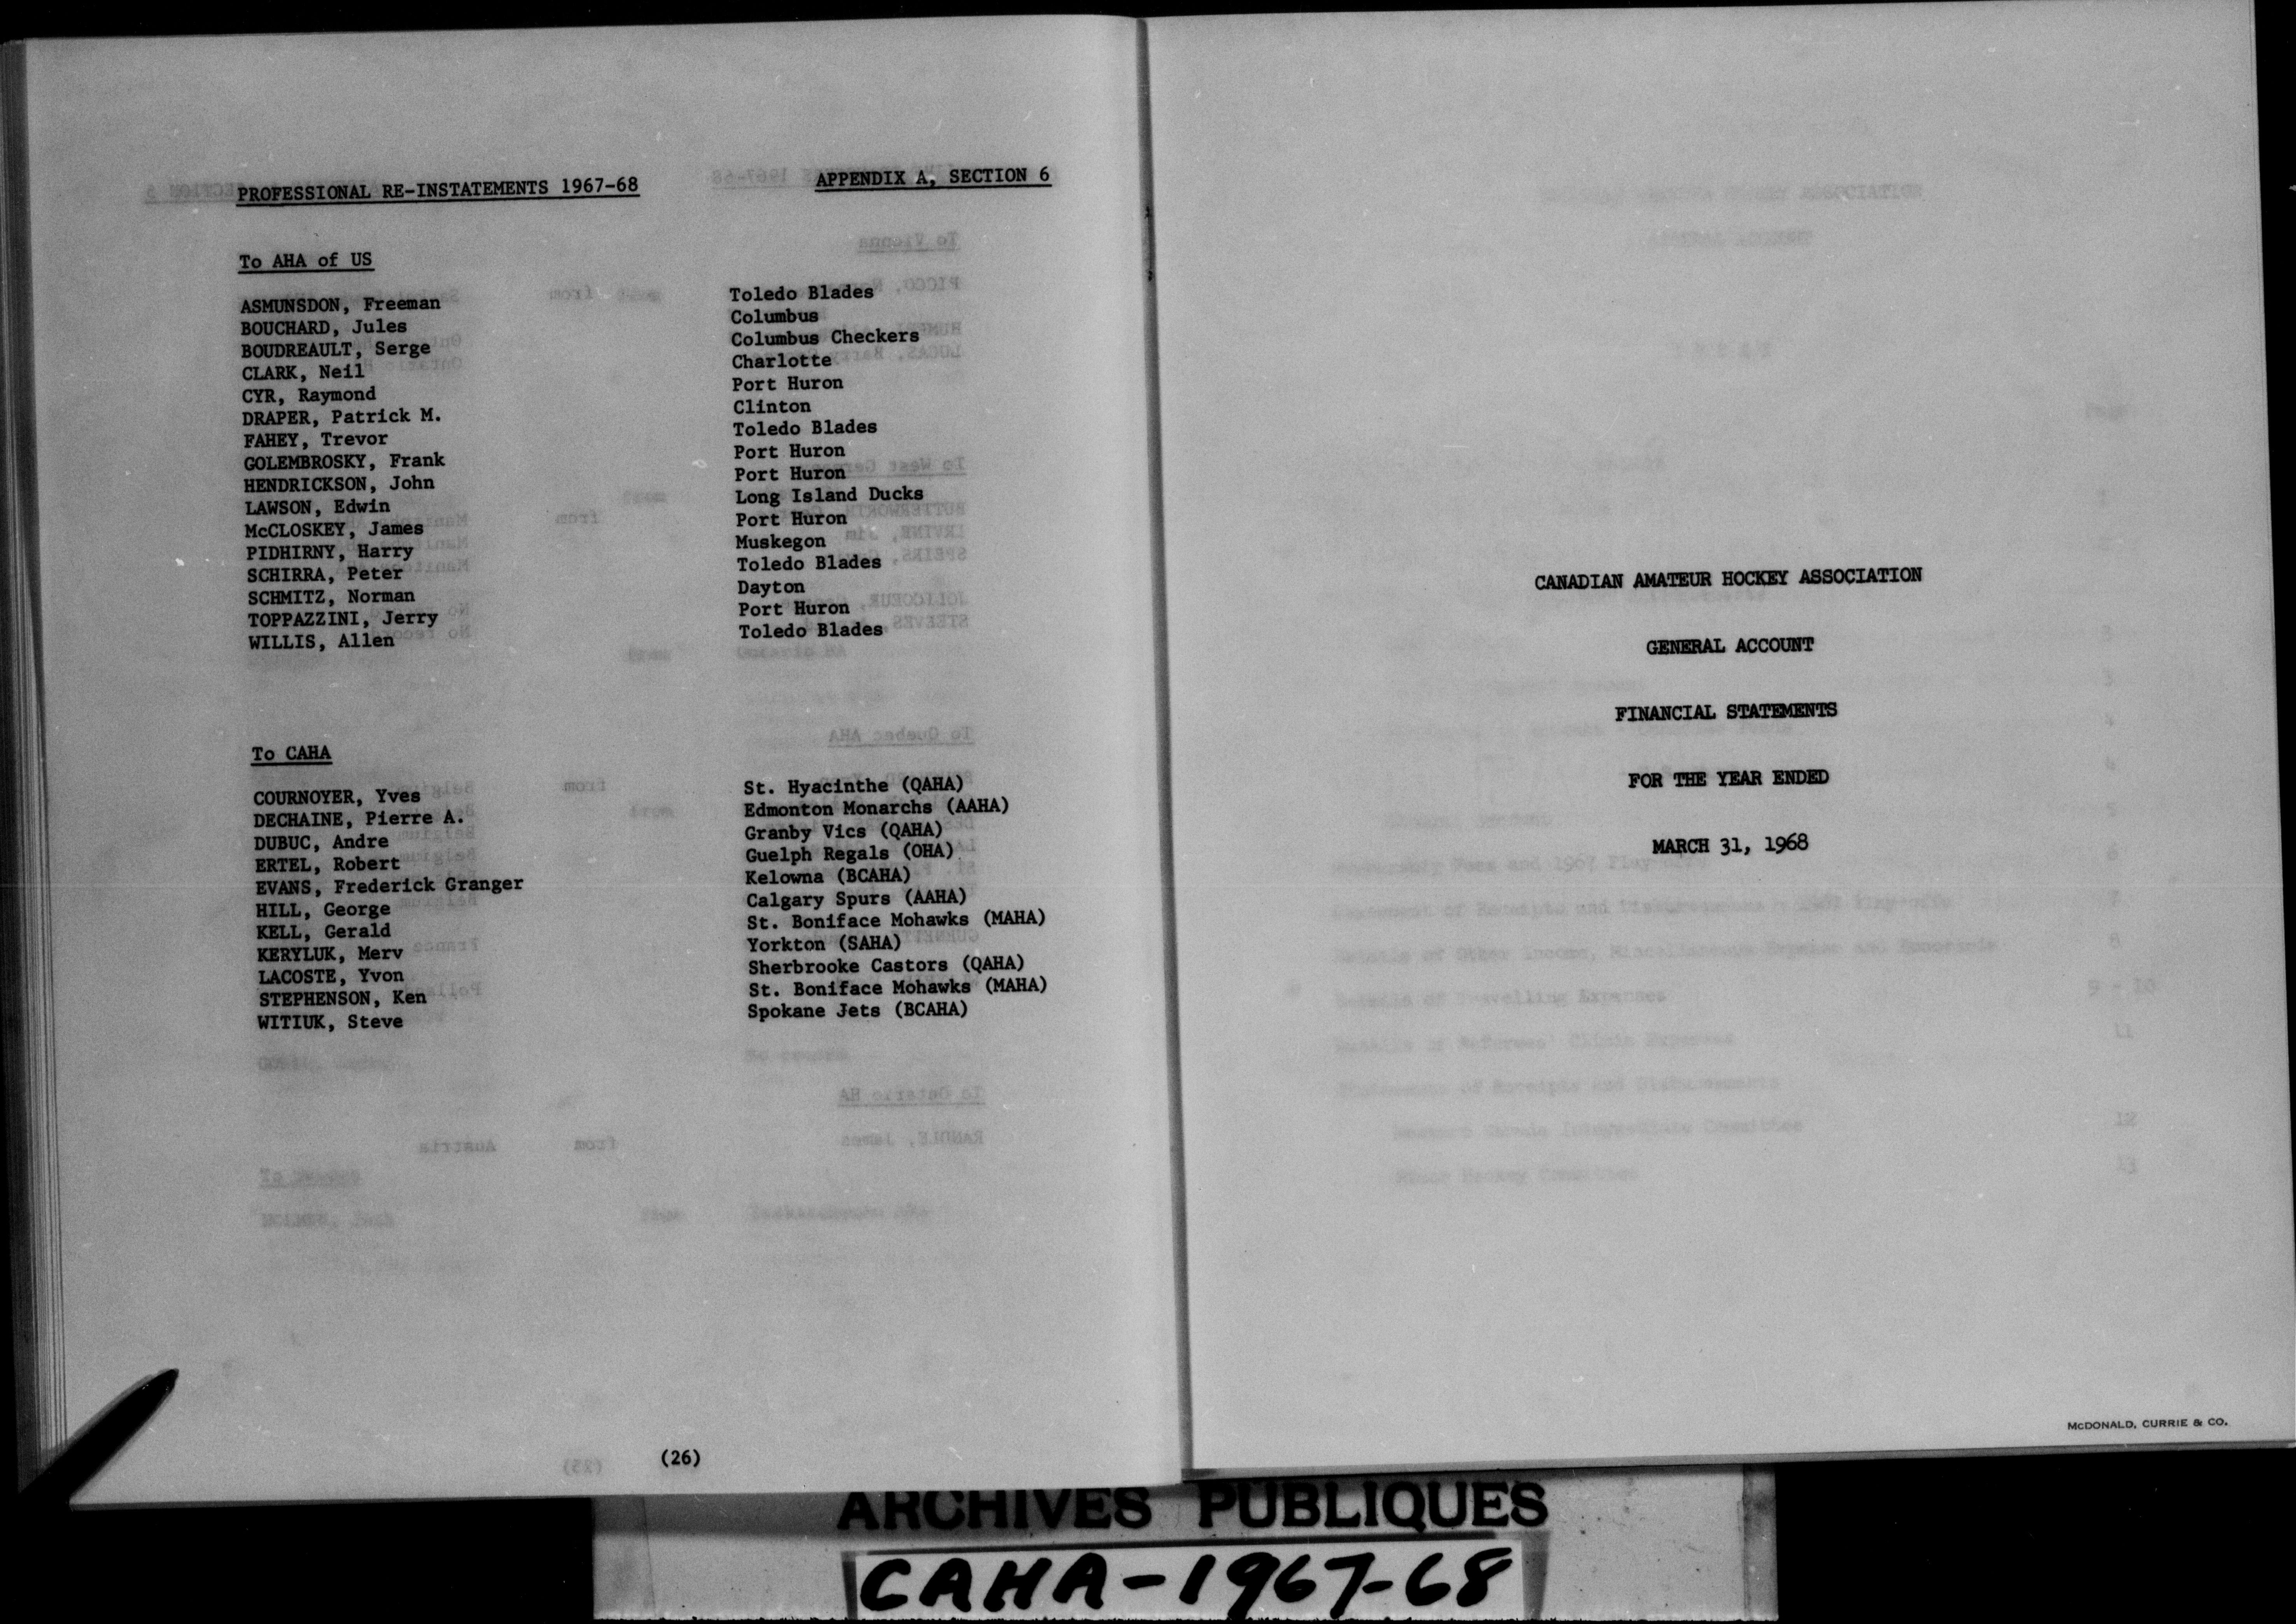 PROFESSIONAL RE-INSTATEMENTS 1967-68 APPENDIX A, SECTION 6
To AHA of US
ASMUNSDON, Freeman Toledo Blades
BOUCHARD, Jules Columbus
BOUDREAULT, Serge Columbus Checkers
CLARK, Neil Charlotte
CYR, Raymond Port Huron
DRAPER, Patrick M. Clinton
FAHEY, Trevor Toledo Blades
GOLEMBROSKY, Frank Port Huron
HENDRICKSON, John Port Huron
LAWSON, Edwin Long Island Ducks
McCLOSKEY, James Port Huron
PIDHIRNY, Harry Muskegon
SCHIRRA, Peter Toledo Blades
SCHMITZ, Norman Dayton
TOPPAZZINI, Jerry Port Huron
WILLIS, Allen Toledo Blades
To CAHA
COURNOYER, Yves St. Hyacinthe (QAHA)
DECHAINE, Pierre A. Edmonton Monarchs (AAHA)
DUBUC, Andre Granby Vics (QAHA)
ERTEL, Robert Guelph Regals (OHA)
EVANS, Frederick Granger Kelowna (BCAHA)
HILL, George Calgary Spurs (AAHA)
KELL, Gerald St. Boniface Mohawks (MAHA)
KERYLUK, Merv Yorkton (SAHA)
LACOSTE, Yvon Sherbrooke Castors (QAHA)
STEPHENSON, Ken St. Boniface Mohawks (MAHA)
WITIUK, Steve Spokane Jets (BCAHA)
(26)
CANADIAN AMATEUR HOCKEY ASSOCIATION
GENERAL ACCOUNT
FINANCIAL STATEMENTS
FOR THE YEAR ENDED
MARCH 31, 1968
McDONALD, CURRIE & CO.
ARCHIVES PUBLIQUES
CAHA-1967-68